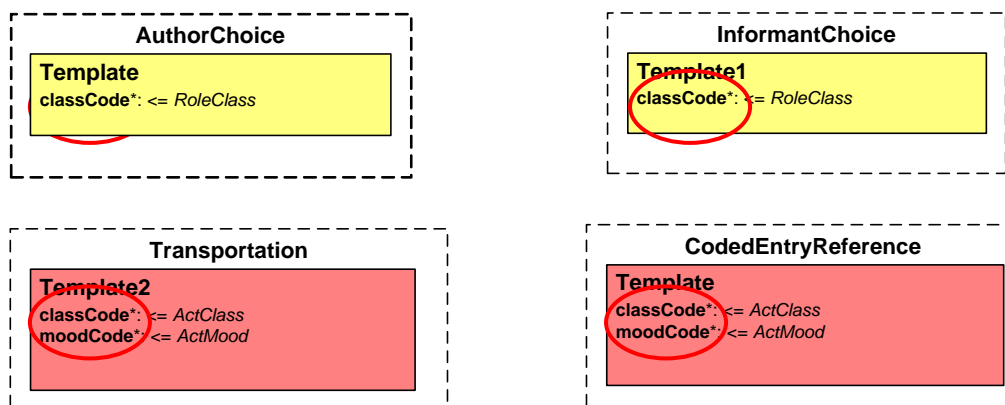 AuthorChoice
Template
classCode*: <= RoleClass
InformantChoice
Template1
classCode*: <= RoleClass
Transportation
Template2
classCode*: <= ActClass
moodCode*: <= ActMood
CodedEntryReference
Template
classCode*: <= ActClass
moodCode*: <= ActMood